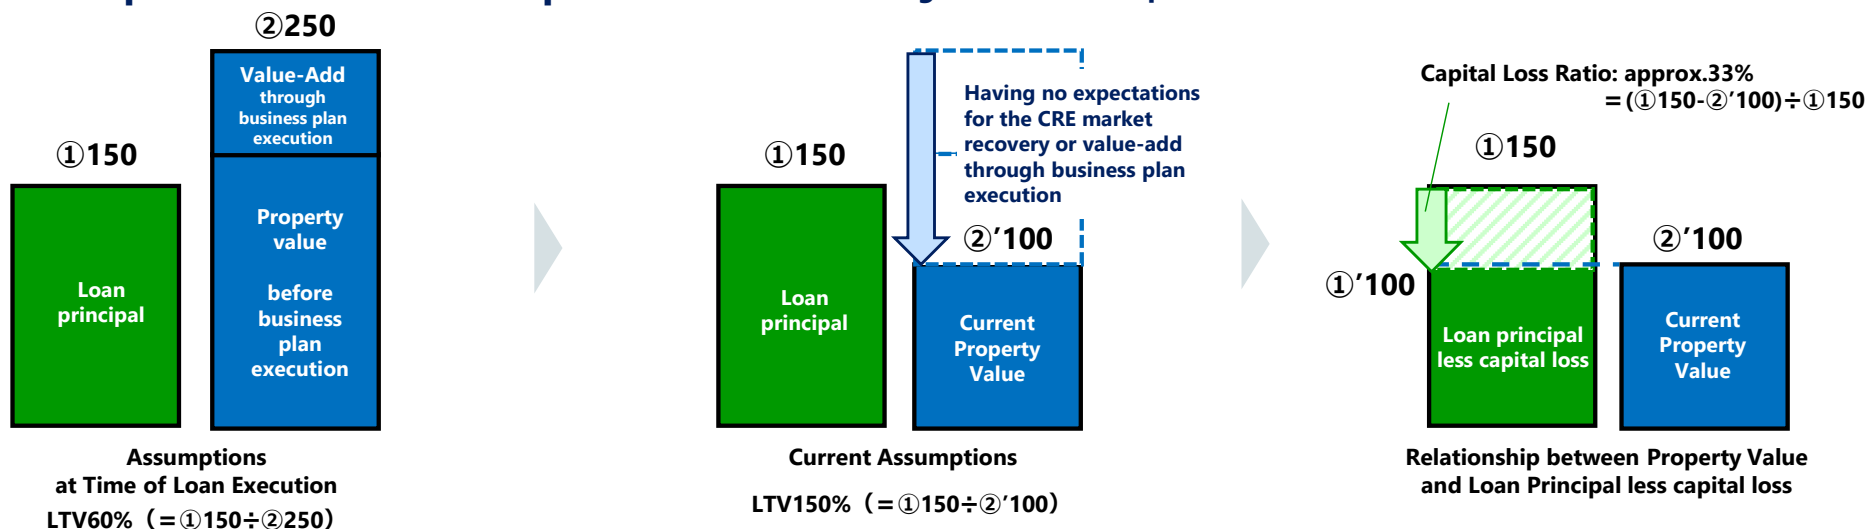 ②250
Value-Add
through
business plan
execution
①150
Property
value
before
business
plan
execution
Loan
principal
Assumptions
at Time of Loan Execution
LTV60% (=①150÷②250)
①150
Having no expectations
for the CRE market
recovery or value-add
through business plan
execution
②’100
Loan
principal
Current
Property
Value
Current Assumptions
LTV150% (=①150÷②’100)
Capital Loss Ratio: approx.33%
=(①150-②’100)÷①150
①150
②’100
①’100
Loan principal
less capital loss
Current
Property
Value
Relationship between Property Value
and Loan Principal less capital loss